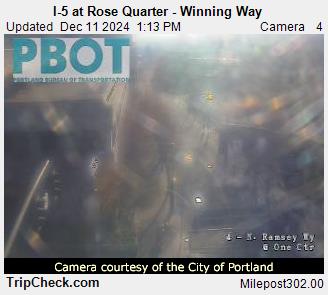 I-5 at Rose Quarter - Winning Way
Updated Dec 11 2024 1:13 PM Camera 4
PBOT
PORTLAND BUREAU OF TRANSPORTATION
4 - N. Ramsey Wy
@ One Ctr
Camera courtesy of the City of Portland
TripCheck.com Milepost302.00